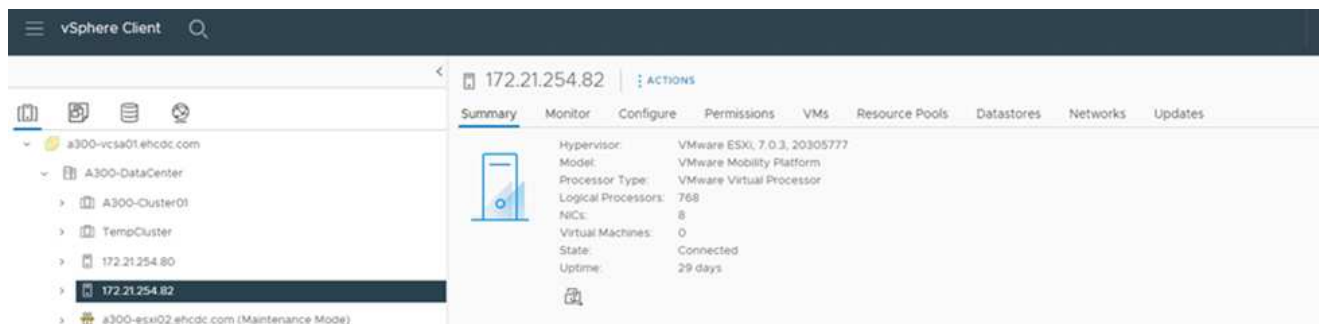 vSphere Client
172.21.254.82
ACTIONS
Summary Monitor Configure Permissions VMs Resource Pools Datastores Networks Updates
a300-vcsa01.ehcdc.com
A300-DataCenter
A300-Cluster01
TempCluster
172.21.254.80
172.21.254.82
a300-esxi02.ehcdc.com (Maintenance Mode)
Hypervisor: VMware ESXi, 7.0.3, 20305777
Model: VMware Mobility Platform
Processor Type: VMware Virtual Processor
Logical Processors: 768
NICs: 8
Virtual Machines: 0
State: Connected
Uptime: 29 days